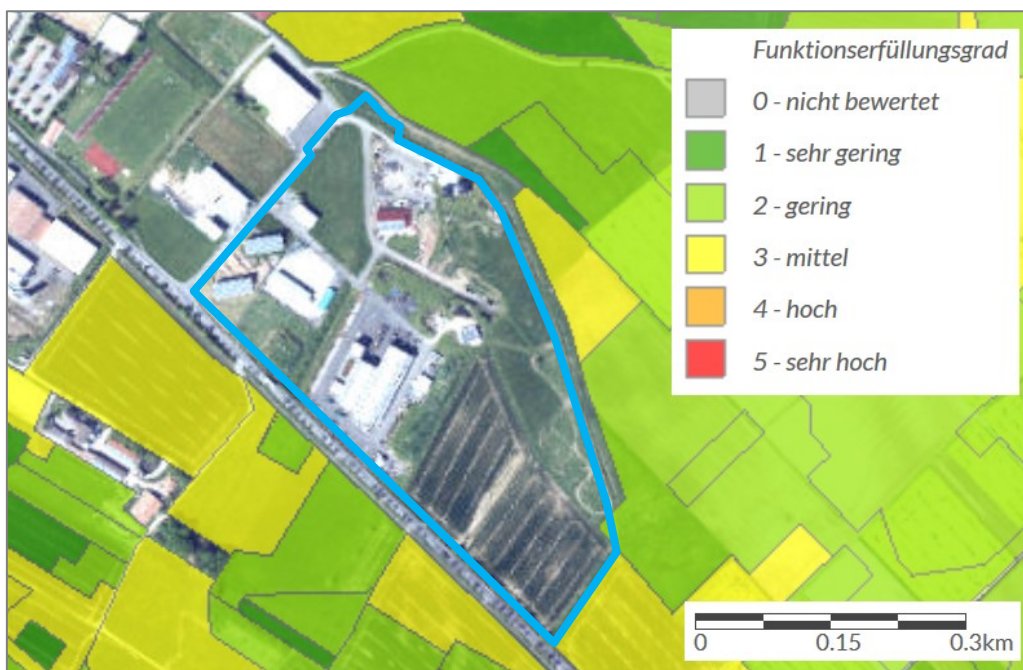 Funktionserfüllungsgrad
0 - nicht bewertet
1 - sehr gering
2 - gering
3 - mittel
4 - hoch
5 - sehr hoch
0 0.15 0.3km